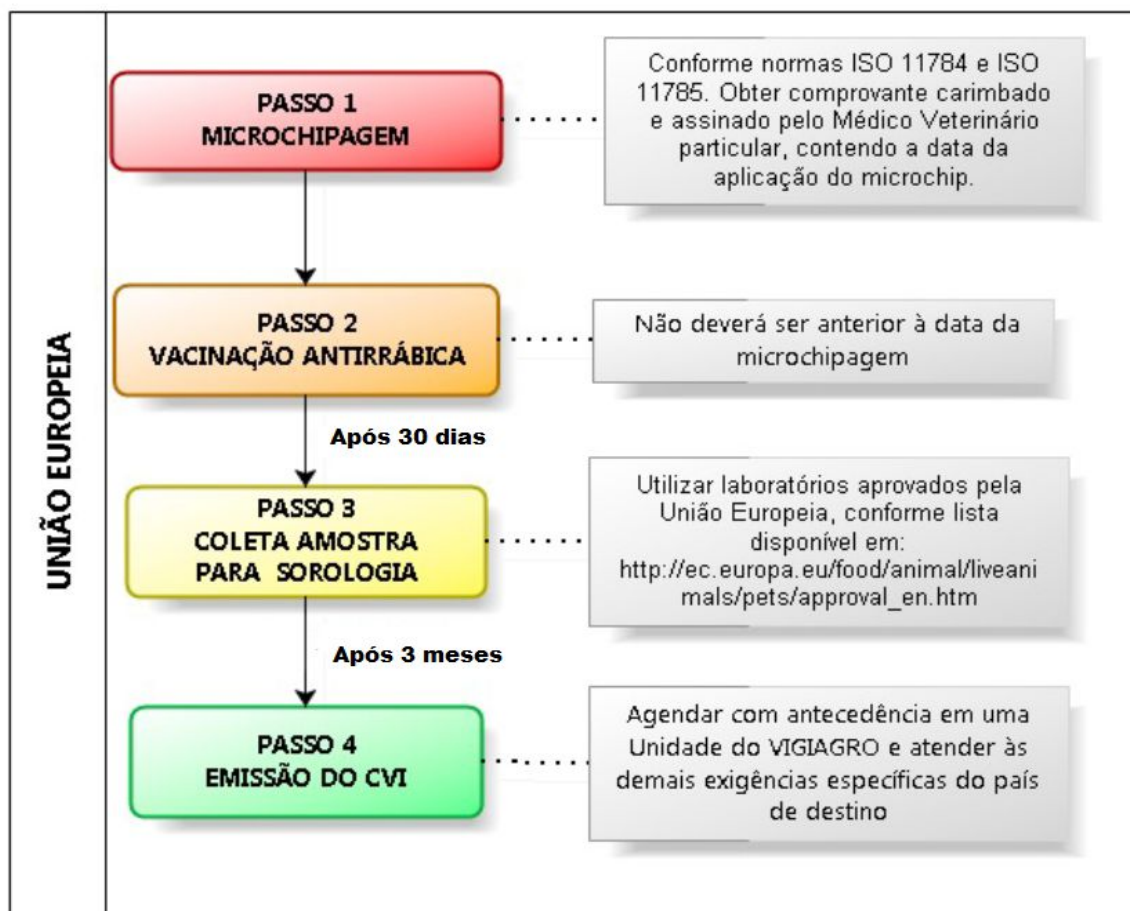 UNIÃO EUROPEIA
PASSO 1
MICROCHIPAGEM
Conforme normas ISO 11784 e ISO
11785. Obter comprovante carimbado
e assinado pelo Médico Veterinário
particular, contendo a data da
aplicação do microchip.
PASSO 2
VACINAÇÃO ANTIRRÁBICA
Não deverá ser anterior à data da
microchipagem
Após 30 dias
PASSO 3
COLETA AMOSTRA
PARA SOROLOGIA
Utilizar laboratórios aprovados pela
União Europeia, conforme lista
disponível em:
http://ec.europa.eu/food/animal/liveani
mals/pets/approval_en.htm
Após 3 meses
PASSO 4
EMISSÃO DO CVI
Agendar com antecedência em uma
Unidade do VIGIAGRO e atender às
demais exigências específicas do país
de destino